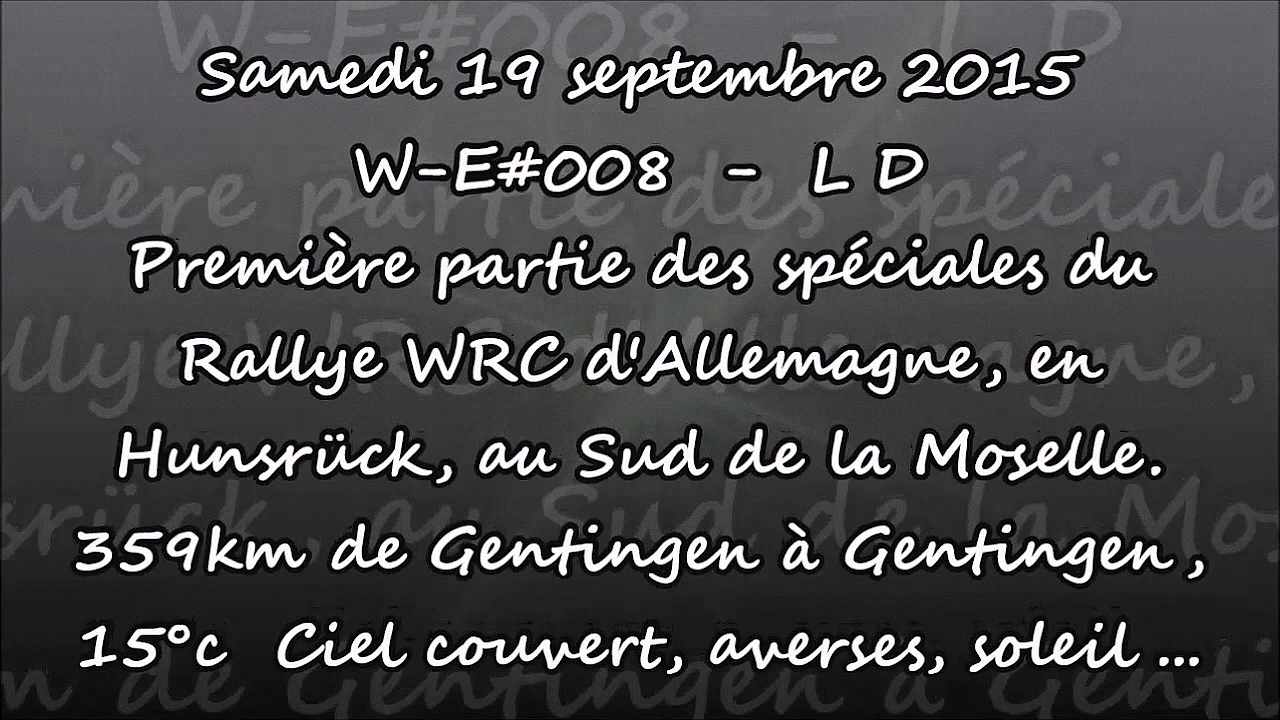 Samedi 19 septembre 2015
W-E#008 - L D
Première partie des spéciales du
Rallye WRC d'Allemagne, en
Hunsrück, au Sud de la Moselle.
359km de Gentingen à Gentingen,
15°c Ciel couvert, averses, soleil ...